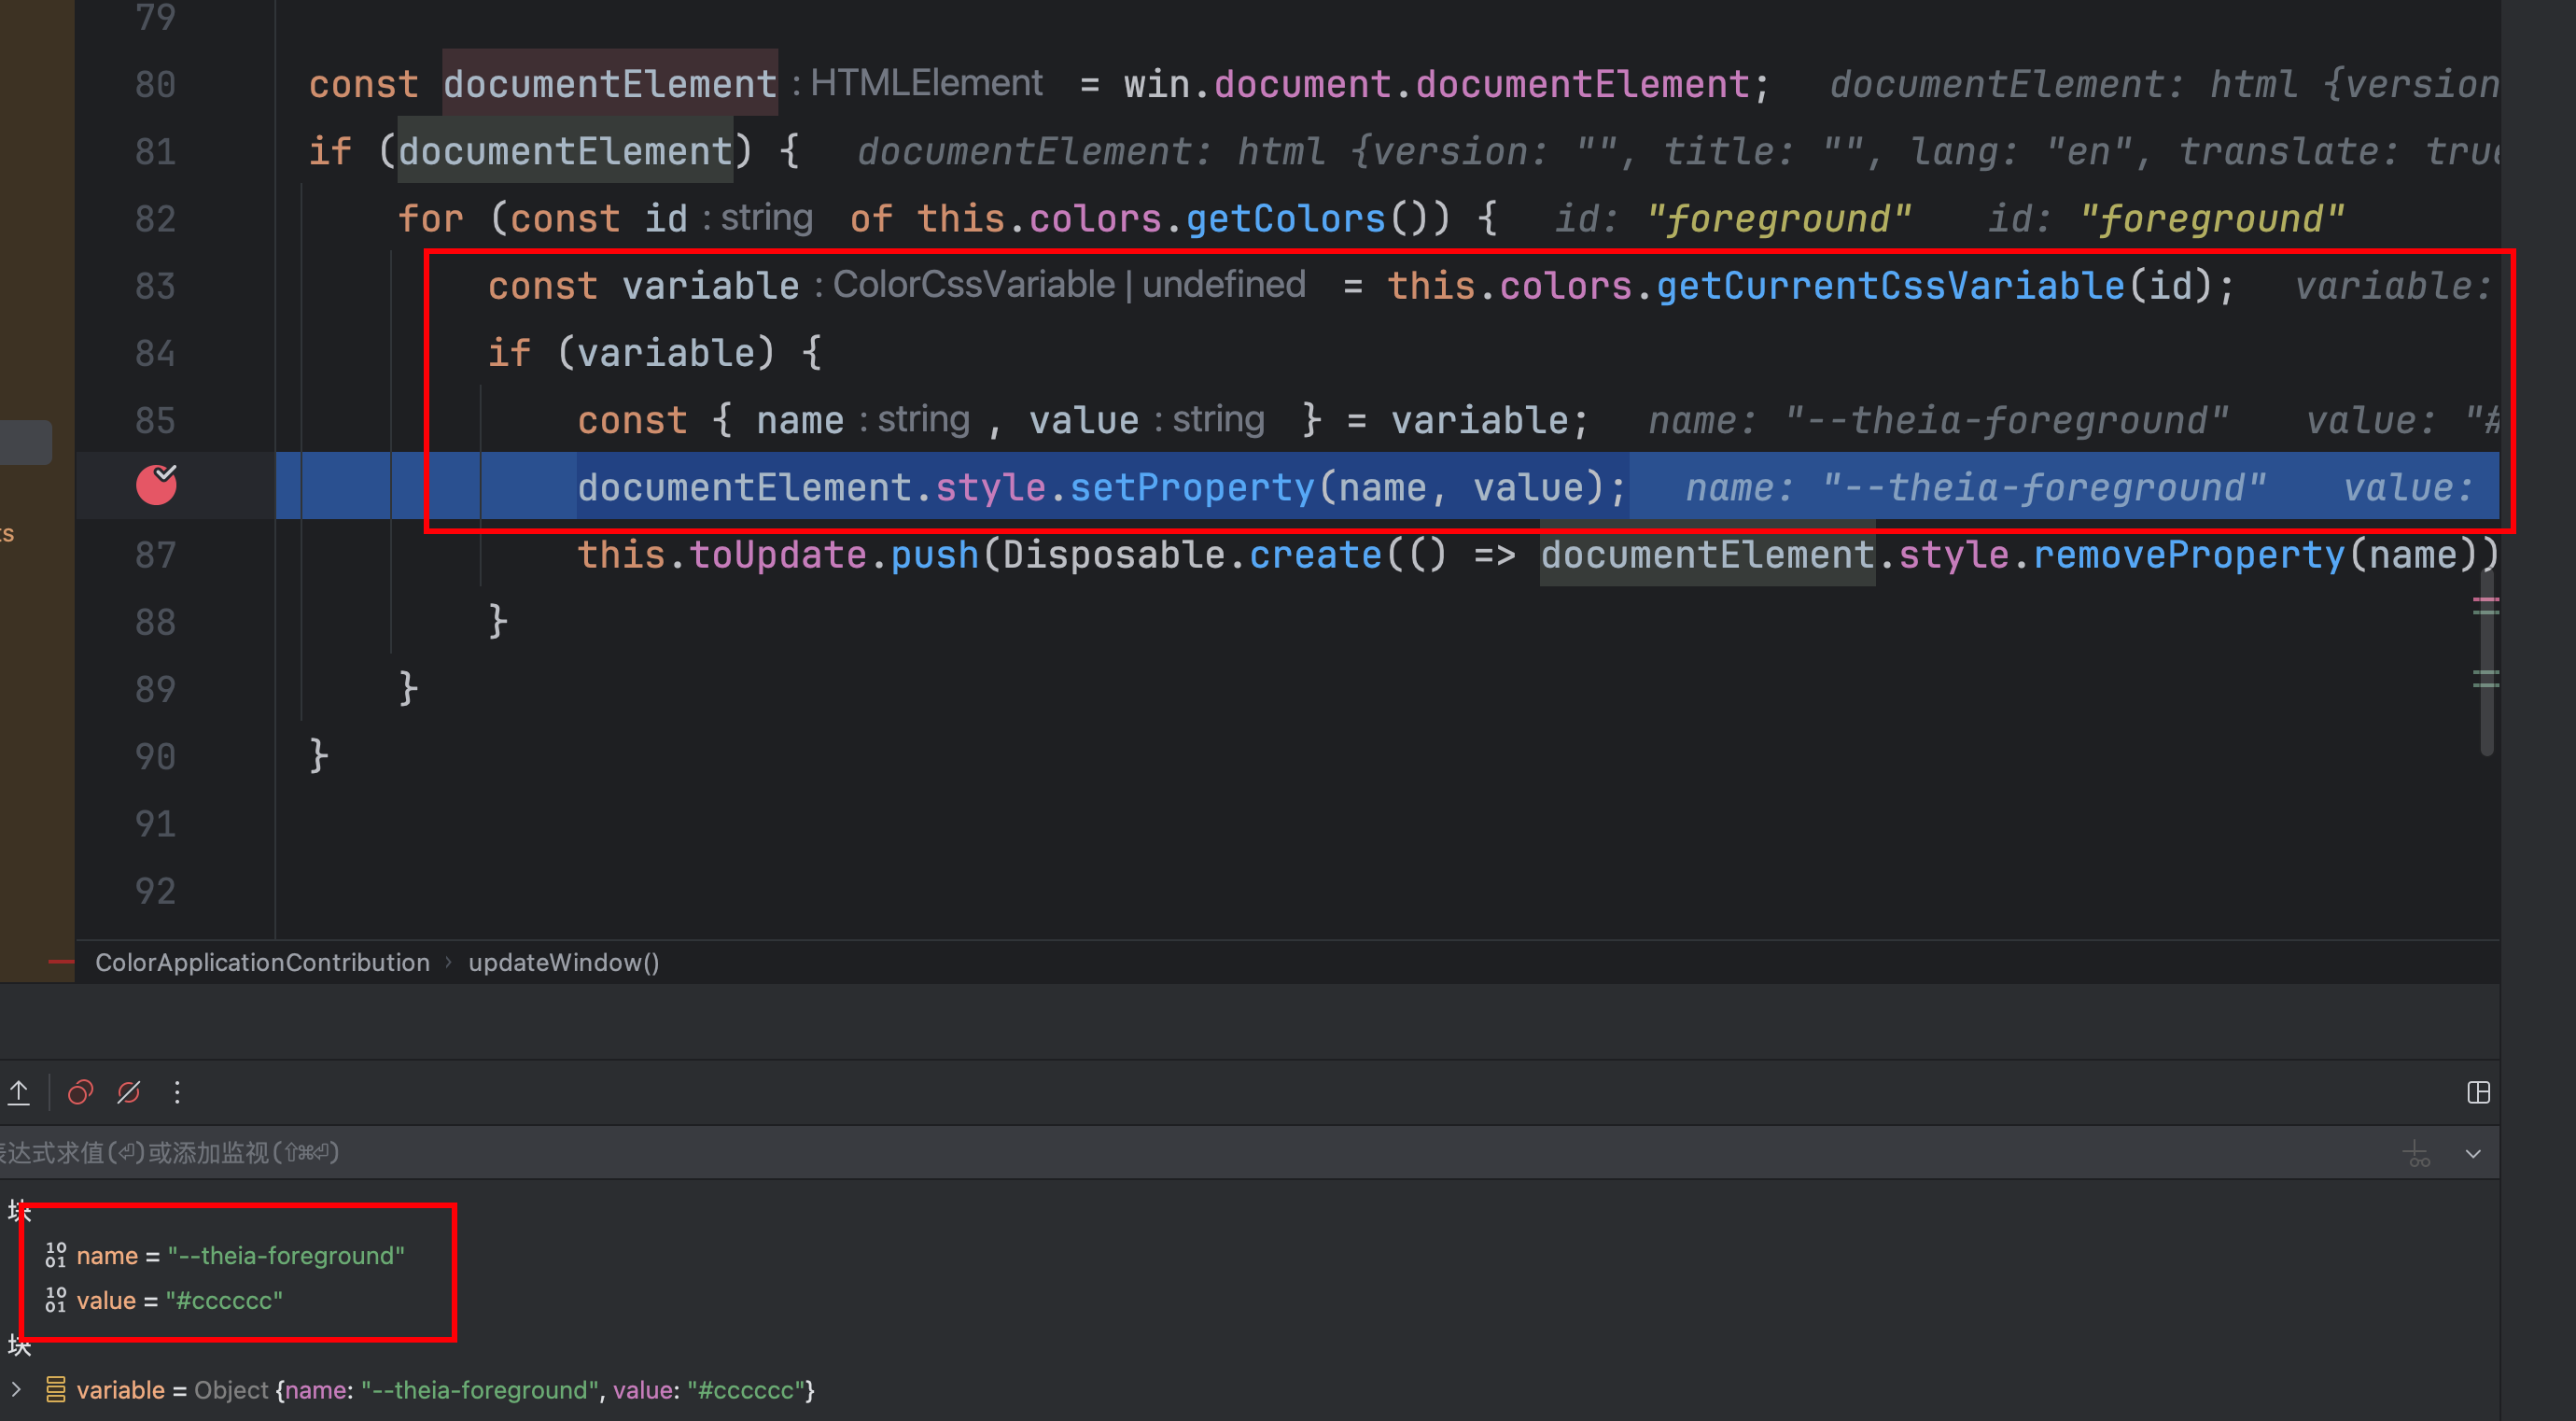 79
80 const documentElement : HTMLElement = win.document.documentElement; documentElement: html {version
81 if (documentElement) { documentElement: html {version: "", title: "", lang: "en", translate: true
82 for (const id : string of this.colors.getColors()) { id: "foreground" id: "foreground"
83 const variable : ColorCssVariable | undefined = this.colors.getCurrentCssVariable(id); variable:
84 if (variable) {
85 const { name : string , value : string } = variable; name: "--theia-foreground" value: "#
documentElement.style.setProperty(name, value); name: "--theia-foreground" value:
ts
87 this.toUpdate.push(Disposable.create(() => documentElement.style.removeProperty(name))
88 }
89 }
90 }
91
92
ColorApplicationContribution › updateWindow()
表达式求值(⏎)或添加监视(⇧⌘⏎)
块
name = "--theia-foreground"
value = "#cccccc"
块
variable = Object {name: "--theia-foreground", value: "#cccccc"}